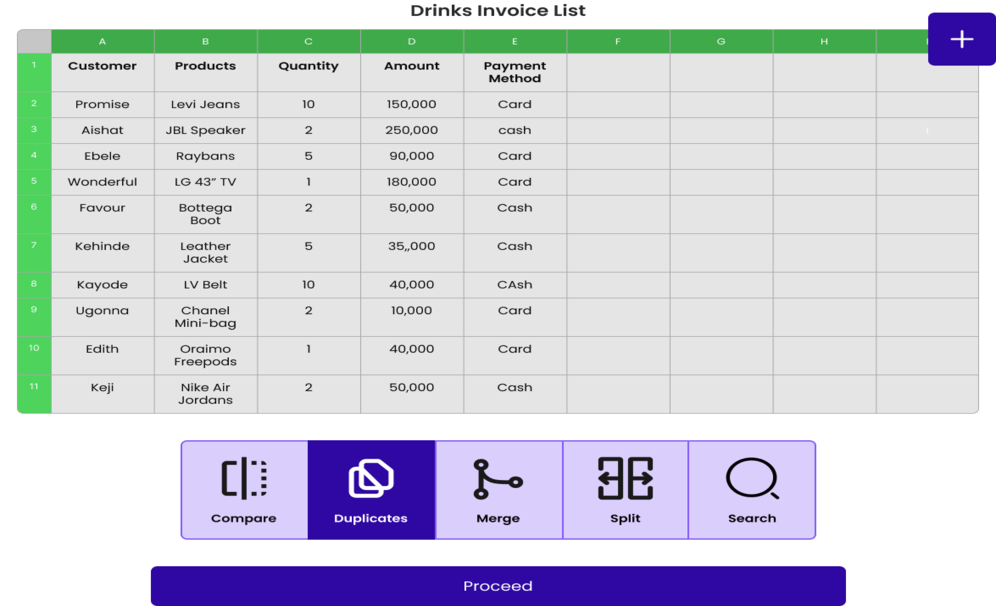 Drinks Invoice List
A B C D E F G H
1 Customer Products Quantity Amount Payment
Method
2 Promise Levi Jeans 10 150,000 Card
3 Aishat JBL Speaker 2 250,000 cash
4 Ebele Raybans 5 90,000 Card
5 Wonderful LG 43” TV 1 180,000 Card
6 Favour Bottega 2 50,000 Cash
Boot
7 Kehinde Leather 5 35,,000 Cash
Jacket
8 Kayode LV Belt 10 40,000 CAsh
9 Ugonna Chanel 2 10,000 Card
Mini-bag
10 Edith Oraimo 1 40,000 Card
Freepods
11 Keji Nike Air 2 50,000 Cash
Jordans
Compare Duplicates Merge Split Search
Proceed